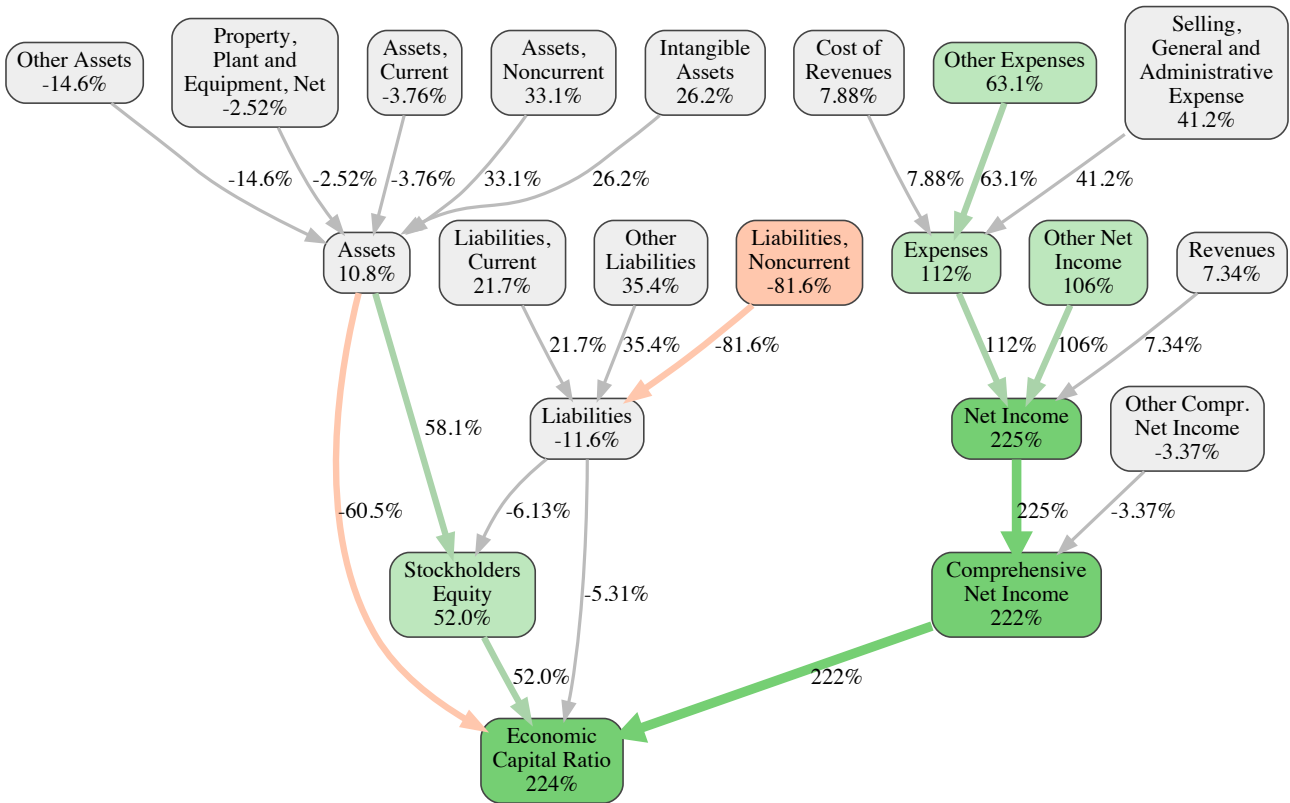 Other Assets
-14.6%
Property,
Plant and
Equipment, Net
-2.52%
Assets,
Current
-3.76%
Assets,
Noncurrent
33.1%
Intangible
Assets
26.2%
Cost of
Revenues
7.88%
Other Expenses
63.1%
Selling,
General and
Administrative
Expense
41.2%
-14.6%
-2.52%
-3.76%
33.1%
26.2%
7.88%
63.1%
41.2%
Assets
10.8%
Liabilities,
Current
21.7%
Other
Liabilities
35.4%
Liabilities,
Noncurrent
-81.6%
Expenses
112%
Other Net
Income
106%
Revenues
7.34%
21.7%
35.4%
-81.6%
112%
106%
7.34%
58.1%
Liabilities
-11.6%
Net Income
225%
Other Compr.
Net Income
-3.37%
-60.5%
-6.13%
225%
-3.37%
Stockholders
Equity
52.0%
-5.31%
Comprehensive
Net Income
222%
52.0%
222%
Economic
Capital Ratio
224%